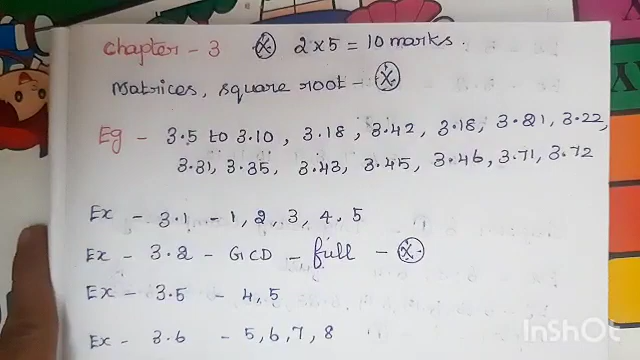 Chapter - 3 Ⓧ 2 x 5 = 10 marks.
Matrices, square root - Ⓧ
Eg - 3.5 to 3.10, 3.18, 3.42, 3.18, 3.21, 3.22,
3.31, 3.35, 3.43, 3.45, 3.46, 3.71, 3.72
Ex - 3.1 - 1, 2, 3, 4, 5
Ex - 3.2 - GCD - full - Ⓧ
Ex - 3.5 - 4, 5
Ex - 3.6 - 5, 6, 7, 8
InShOt